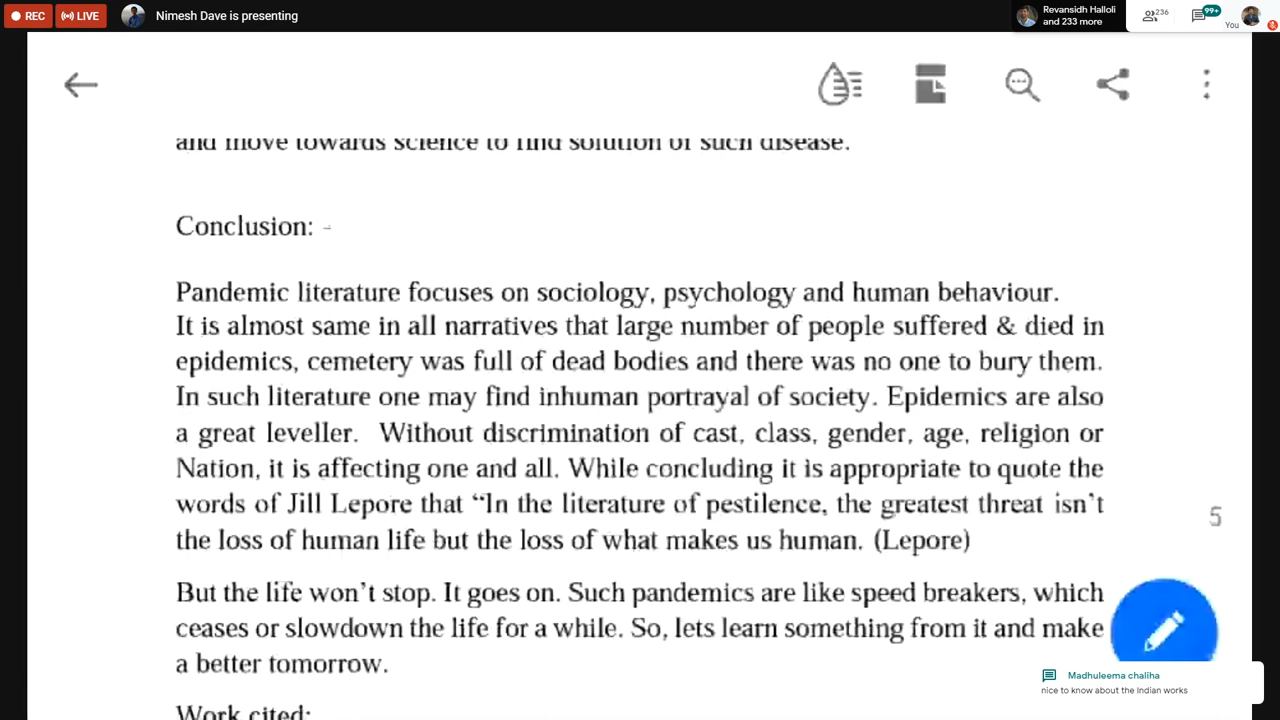 REC
LIVE
Nimesh Dave is presenting
Revansidh Halloli
and 233 more
236
99+
You
and move towards science to find solution of such disease.
Conclusion: -
Pandemic literature focuses on sociology, psychology and human behaviour.
It is almost same in all narratives that large number of people suffered & died in
epidemics, cemetery was full of dead bodies and there was no one to bury them.
In such literature one may find inhuman portrayal of society. Epidemics are also
a great leveller. Without discrimination of cast, class, gender, age, religion or
Nation, it is affecting one and all. While concluding it is appropriate to quote the
words of Jill Lepore that “In the literature of pestilence, the greatest threat isn’t
the loss of human life but the loss of what makes us human. (Lepore)
5
But the life won’t stop. It goes on. Such pandemics are like speed breakers, which
ceases or slowdown the life for a while. So, lets learn something from it and make
a better tomorrow.
Madhuleema chaliha
nice to know about the Indian works
Work cited: